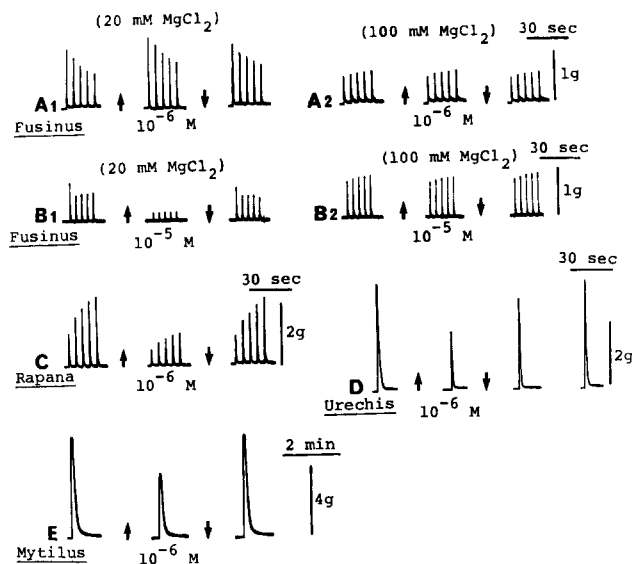 (20 mM MgCl2)
(100 mM MgCl2)
30 sec
A1
A2
1g
Fusinus
10-6 M
10-6 M
(20 mM MgCl2)
(100 mM MgCl2)
30 sec
B1
B2
1g
Fusinus
10-5 M
10-5 M
30 sec
30 sec
C
2g
D
2g
Rapana
10-6 M
Urechis
10-6 M
2 min
E
4g
Mytilus
10-6 M